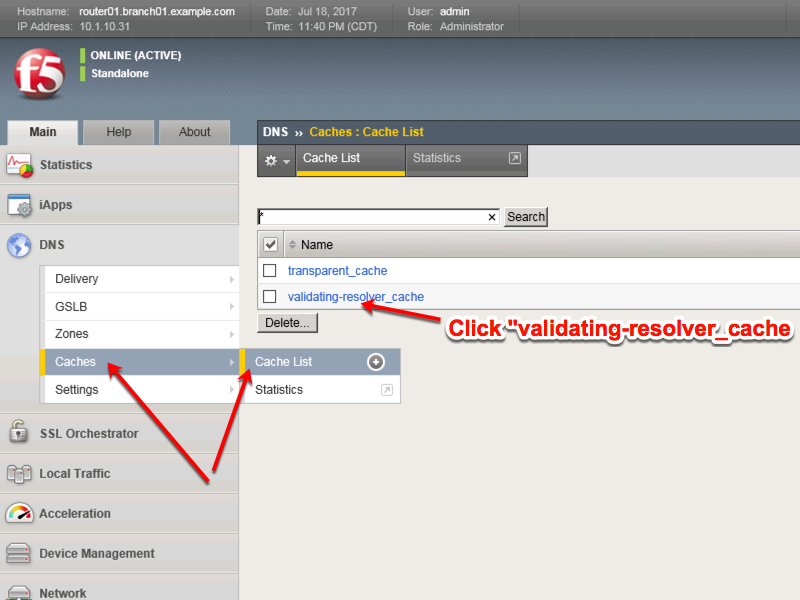 Hostname: router01.branch01.example.com Date: Jul 18, 2017 User: admin
IP Address: 10.1.10.31 Time: 11:40 PM (CDT) Role: Administrator
f5
ONLINE (ACTIVE)
Standalone
Main Help About
DNS » Caches : Cache List
Cache List Statistics
Statistics
iApps
DNS
Delivery
GSLB
Zones
Caches
Settings
Cache List
Statistics
SSL Orchestrator
Local Traffic
Acceleration
Device Management
Network
* × Search
Name
transparent_cache
validating-resolver_cache
Delete...
Click "validating-resolver_cache